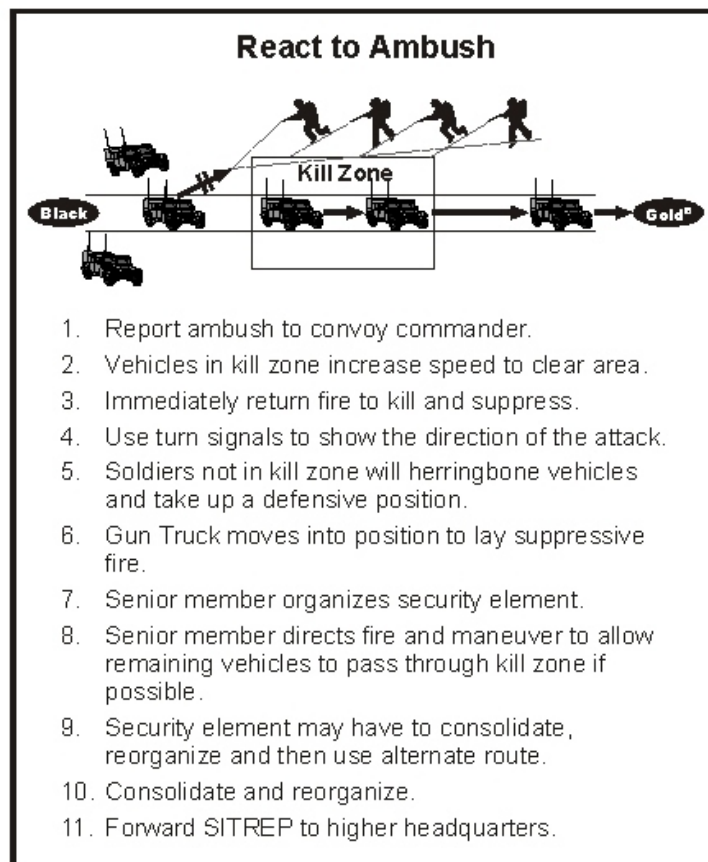 React to Ambush
Kill Zone
Black
Gold
1. Report ambush to convoy commander.
2. Vehicles in kill zone increase speed to clear area.
3. Immediately return fire to kill and suppress.
4. Use turn signals to show the direction of the attack.
5. Soldiers not in kill zone will herringbone vehicles
and take up a defensive position.
6. Gun Truck moves into position to lay suppressive
fire.
7. Senior member organizes security element.
8. Senior member directs fire and maneuver to allow
remaining vehicles to pass through kill zone if
possible.
9. Security element may have to consolidate,
reorganize and then use alternate route.
10. Consolidate and reorganize.
11. Forward SITREP to higher headquarters.